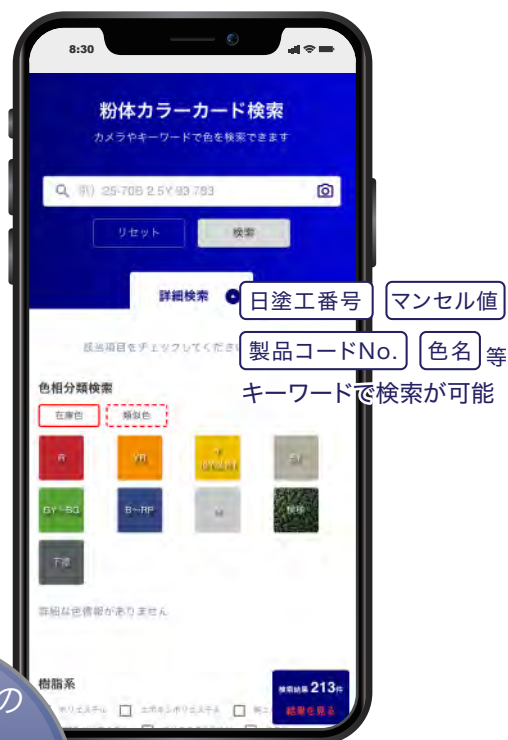 8:30
粉体カラーカード検索
カメラやキーワードで色を検索できます
例) 25-70B 2.5Y 93 783
リセット 検索
詳細検索
日塗工番号 マンセル値
該当項目をチェックしてくださ
製品コードNo. 色名 等
キーワードで検索が可能
色相分類検索
在庫色 類似色
R YR
GY~BG B~RP N 模様
下塗
詳細な色情報がありません
の
樹脂系
検索結果 213件
ポリエステル エポキシポリエステル
結果を見る